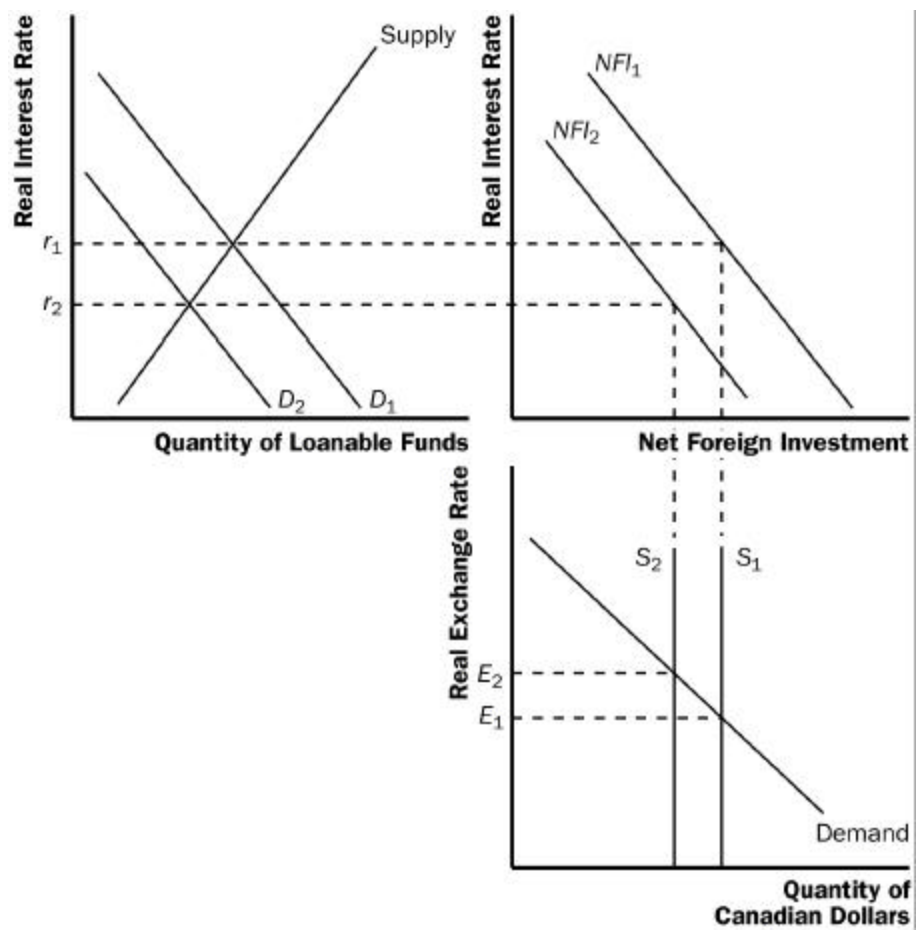 Real Interest Rate
Supply
r1
r2
D2
D1
Quantity of Loanable Funds
Real Interest Rate
NFI1
NFI2
Net Foreign Investment
Real Exchange Rate
S2
S1
E2
E1
Demand
Quantity of
Canadian Dollars